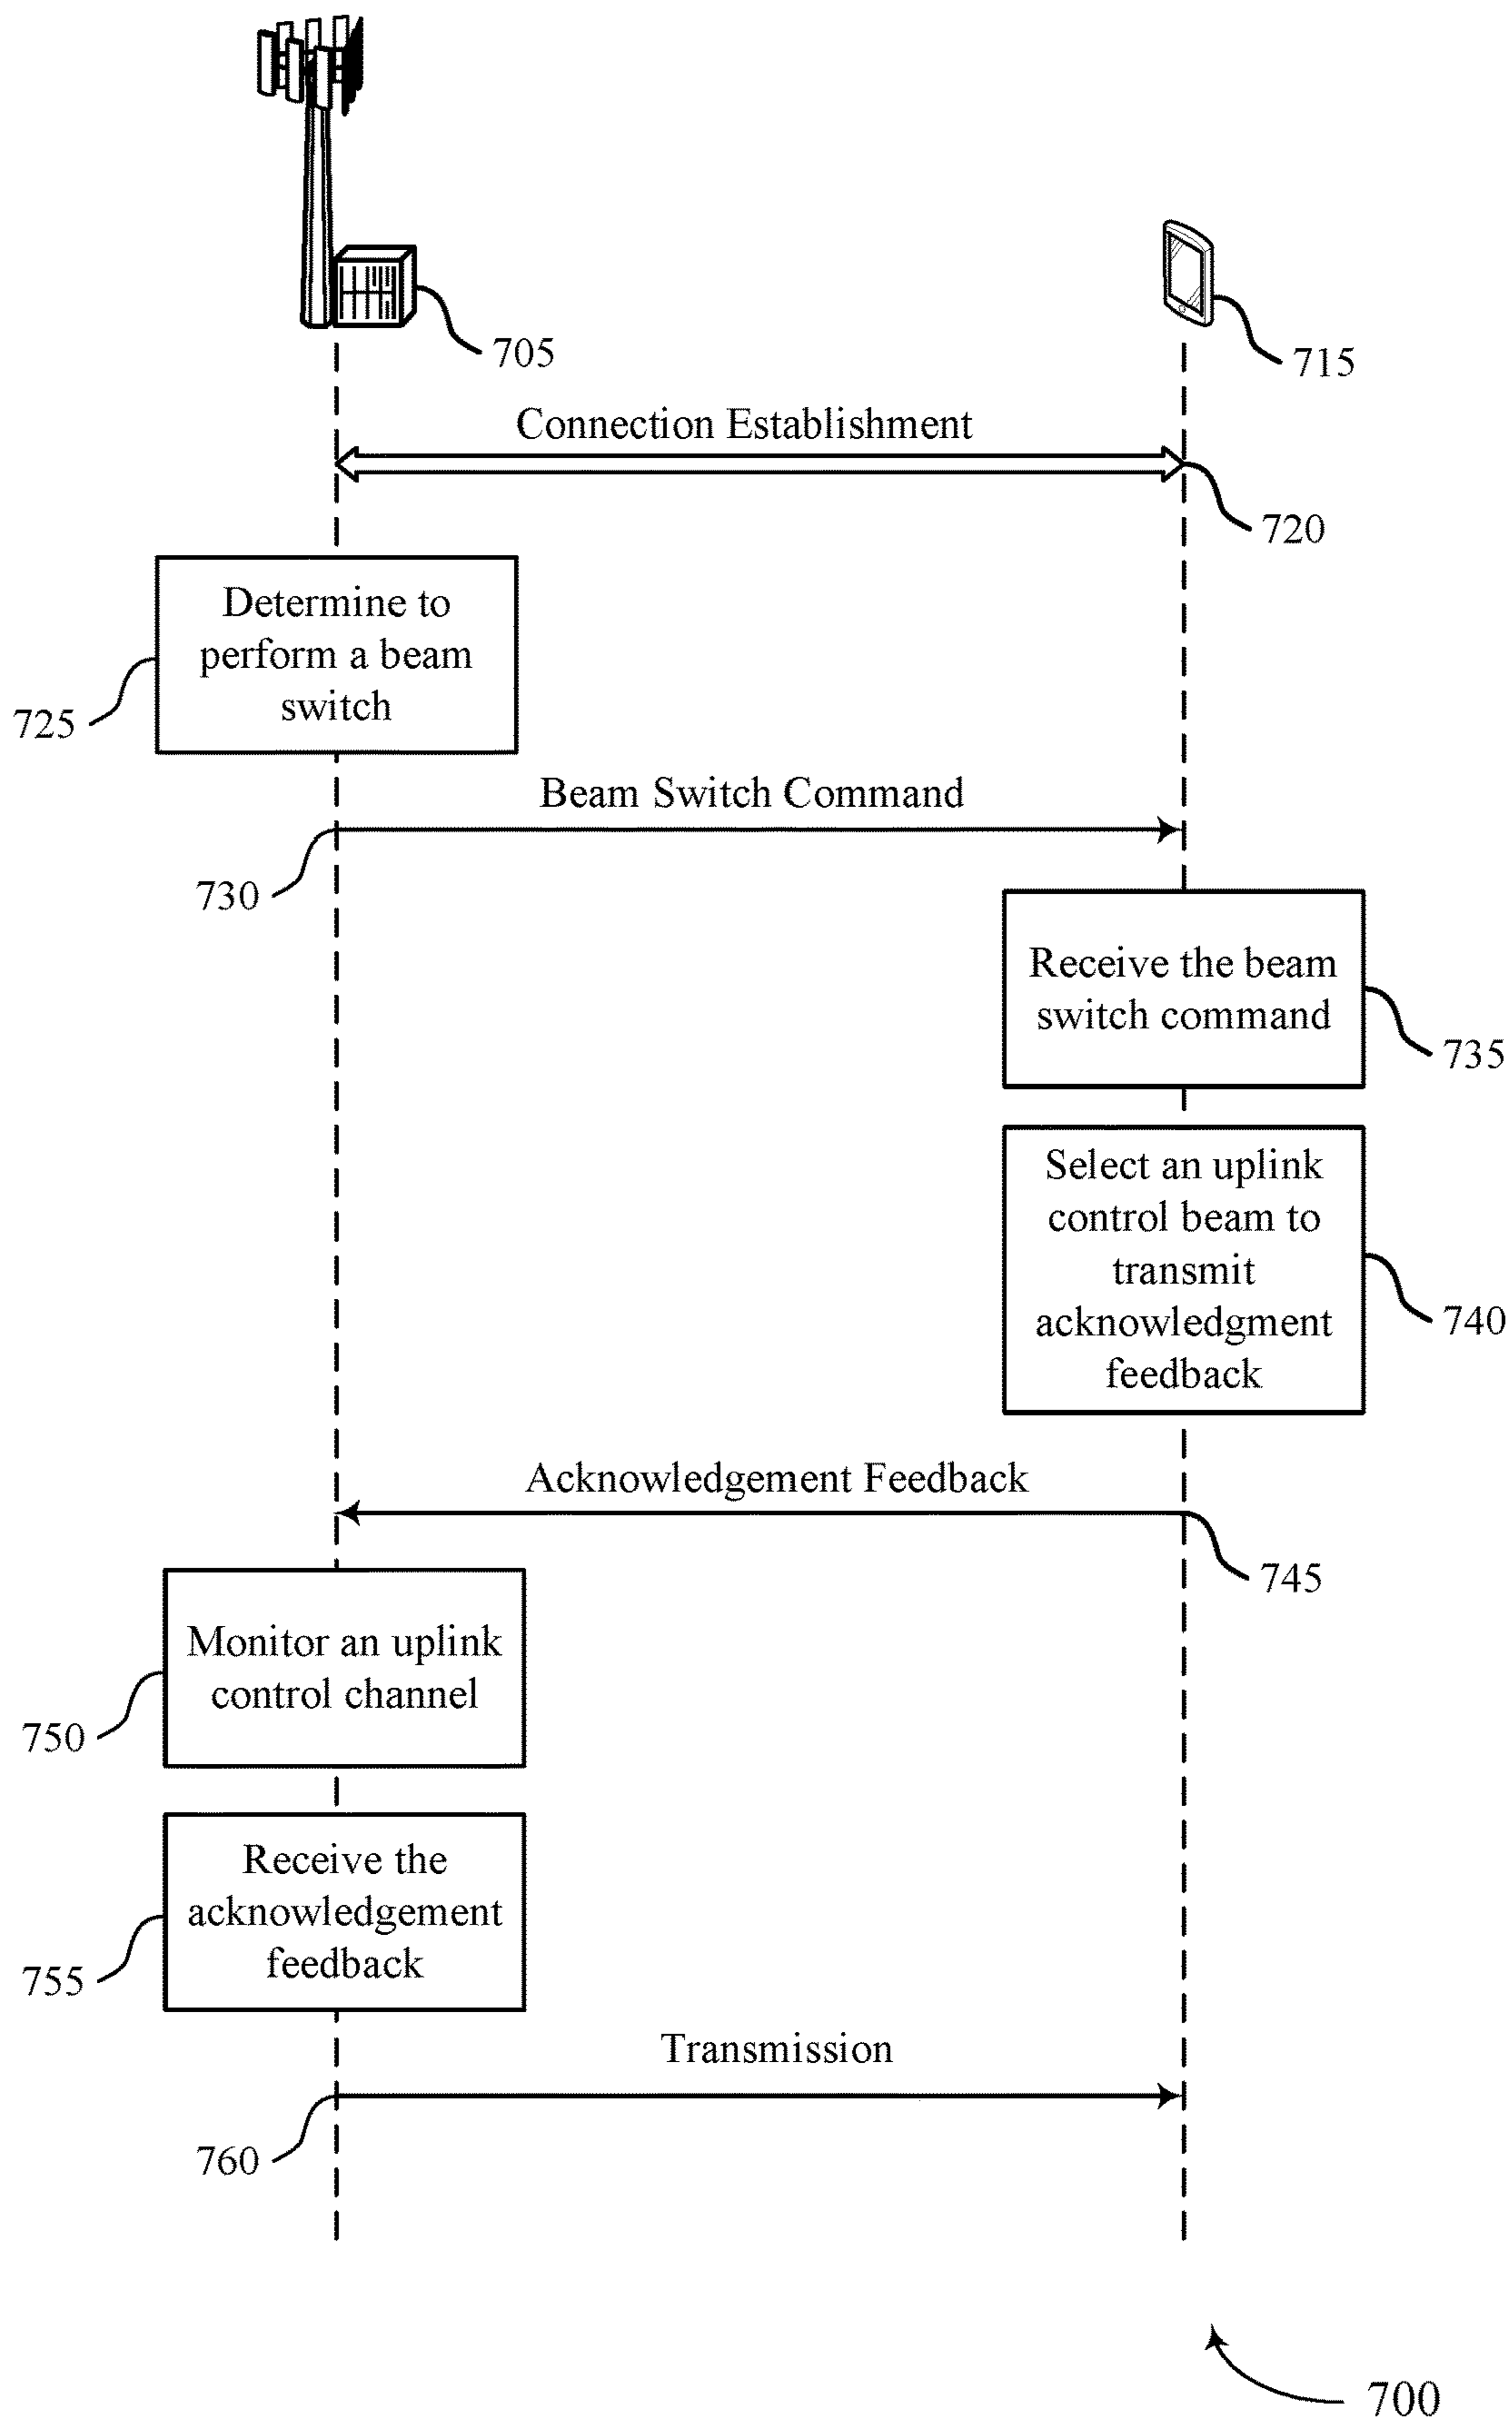 705
715
Connection Establishment
720
Determine to
perform a beam
switch
725
Beam Switch Command
730
Receive the beam
switch command
735
Select an uplink
control beam to
transmit
acknowledgment
feedback
740
Acknowledgement Feedback
745
Monitor an uplink
control channel
750
Receive the
acknowledgement
feedback
755
Transmission
760
700